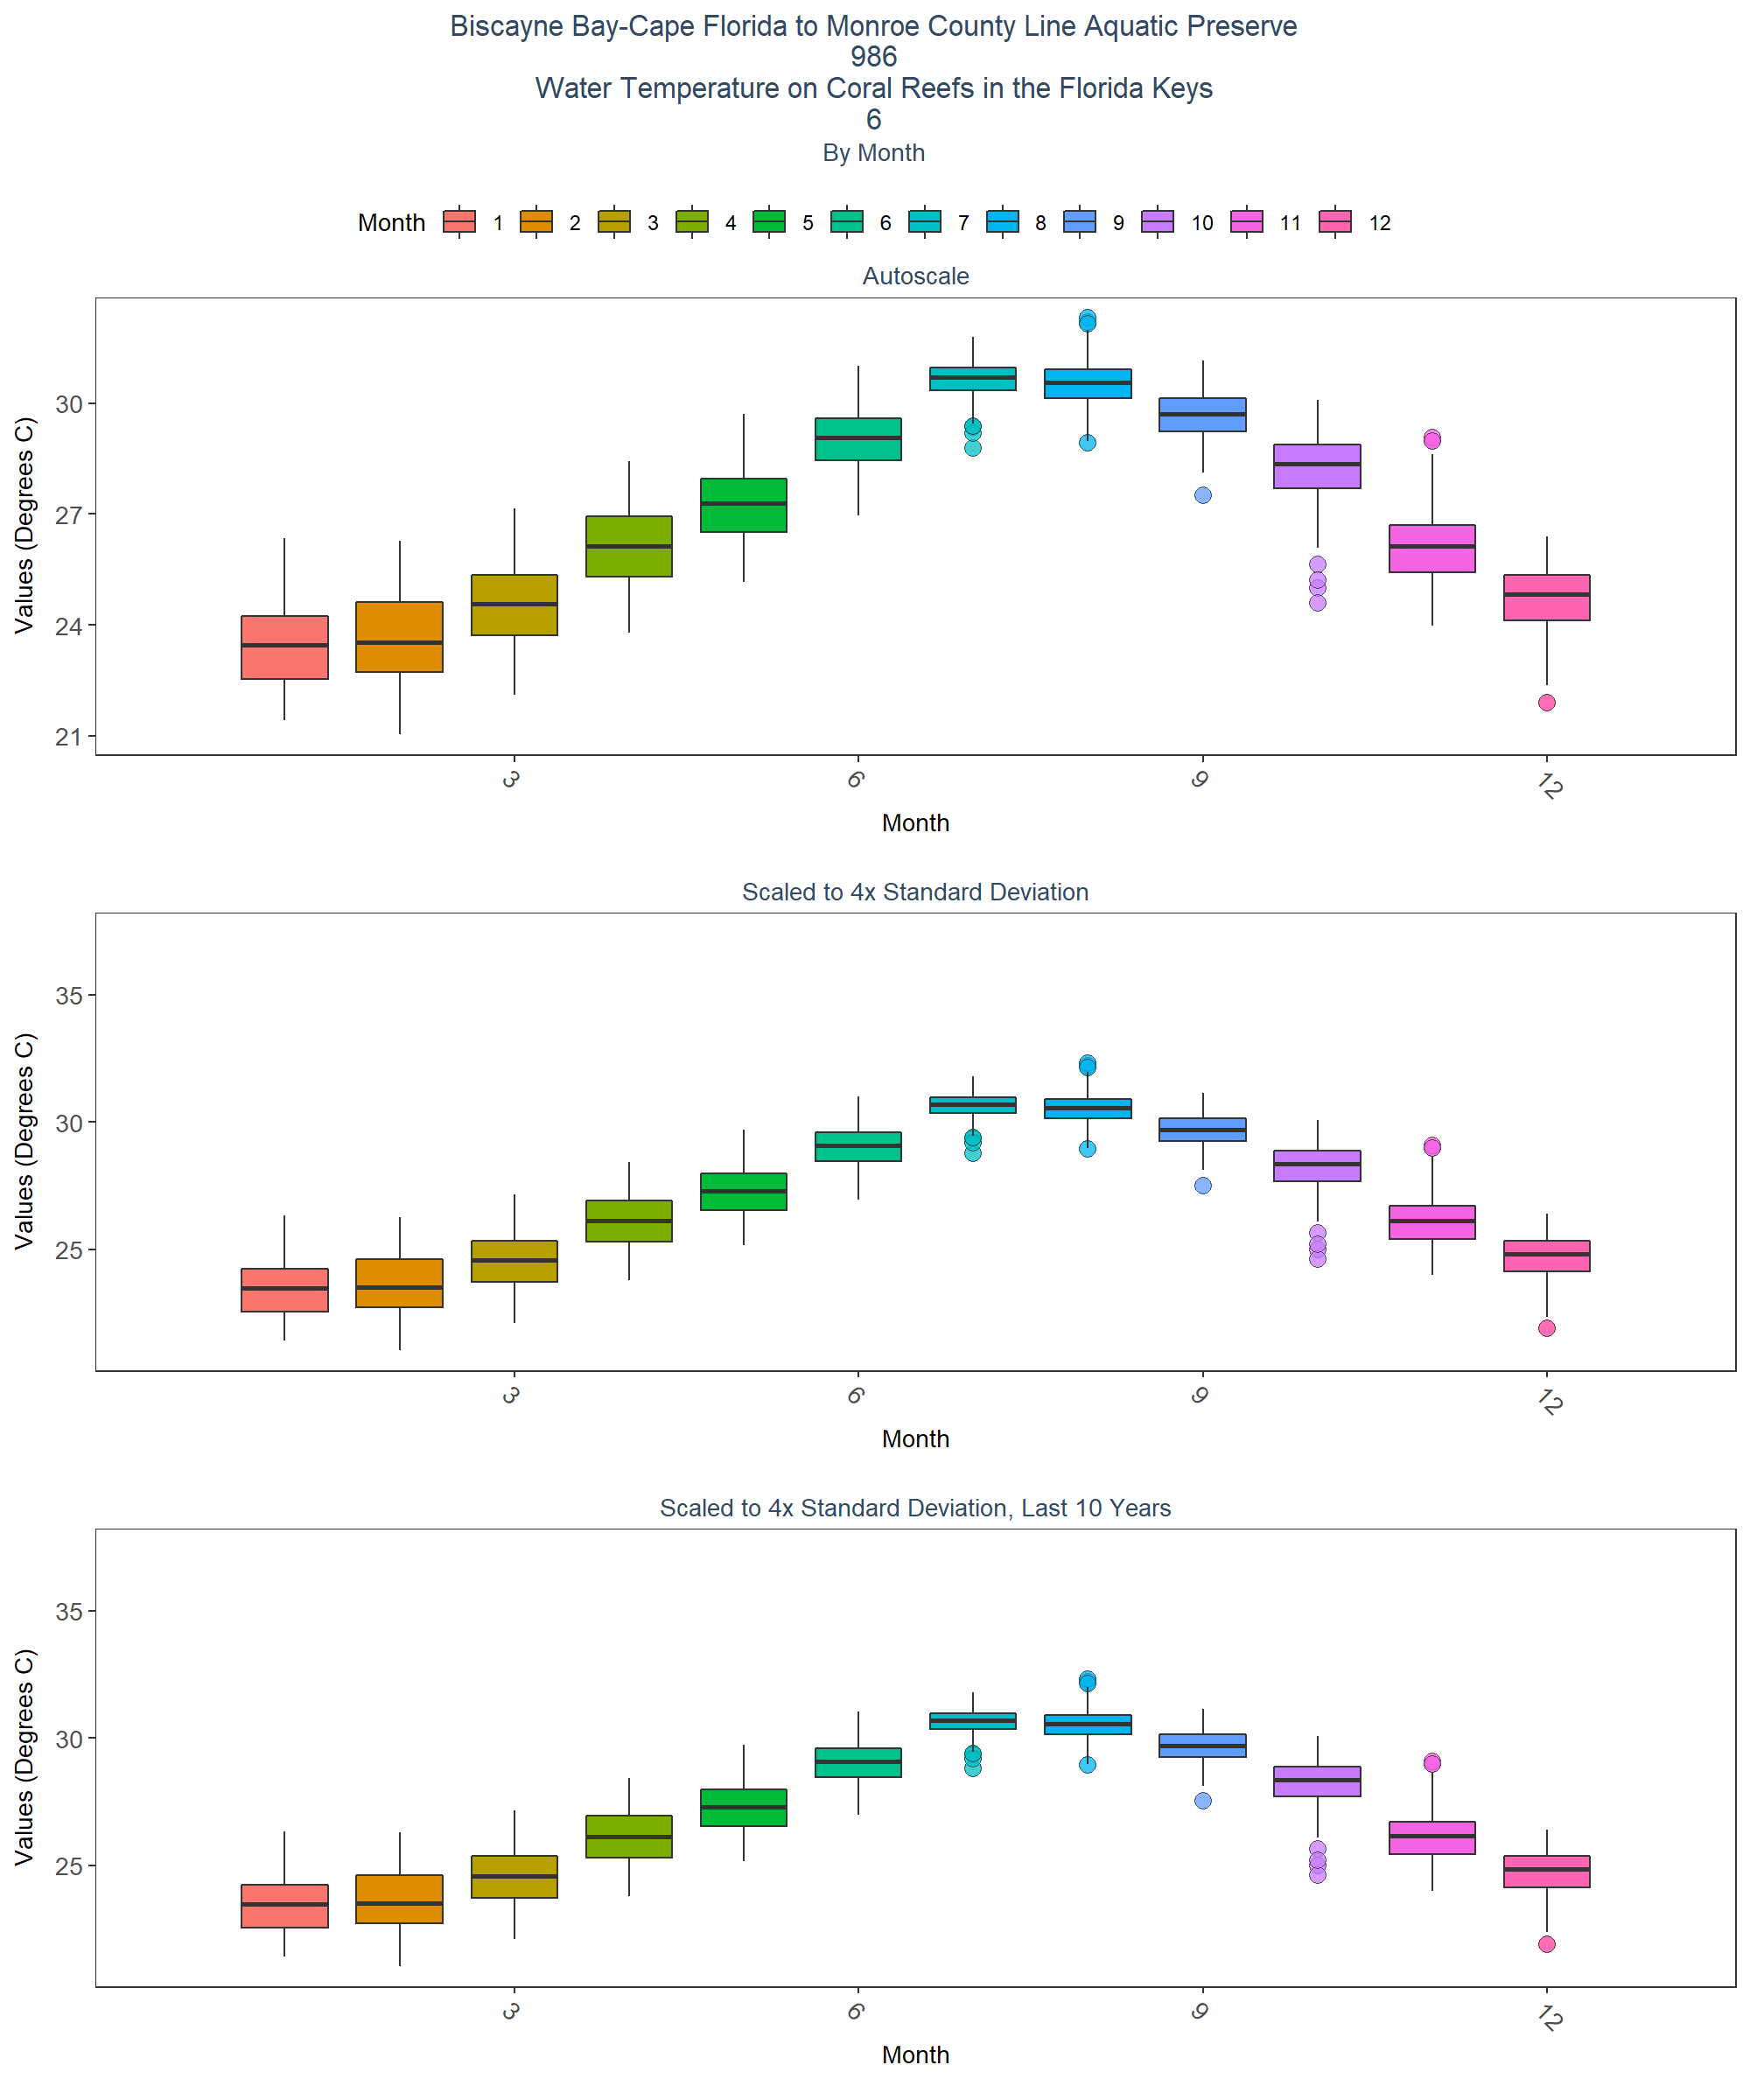 Biscayne Bay-Cape Florida to Monroe County Line Aquatic Preserve
986
Water Temperature on Coral Reefs in the Florida Keys
6
By Month
Month 1 2 3 4 5 6 7 8 9 10 11 12
Autoscale
Values (Degrees C)
30
27
24
21
3 6 9 12
Month
Scaled to 4x Standard Deviation
Values (Degrees C)
35
30
25
3 6 9 12
Month
Scaled to 4x Standard Deviation, Last 10 Years
Values (Degrees C)
35
30
25
3 6 9 12
Month